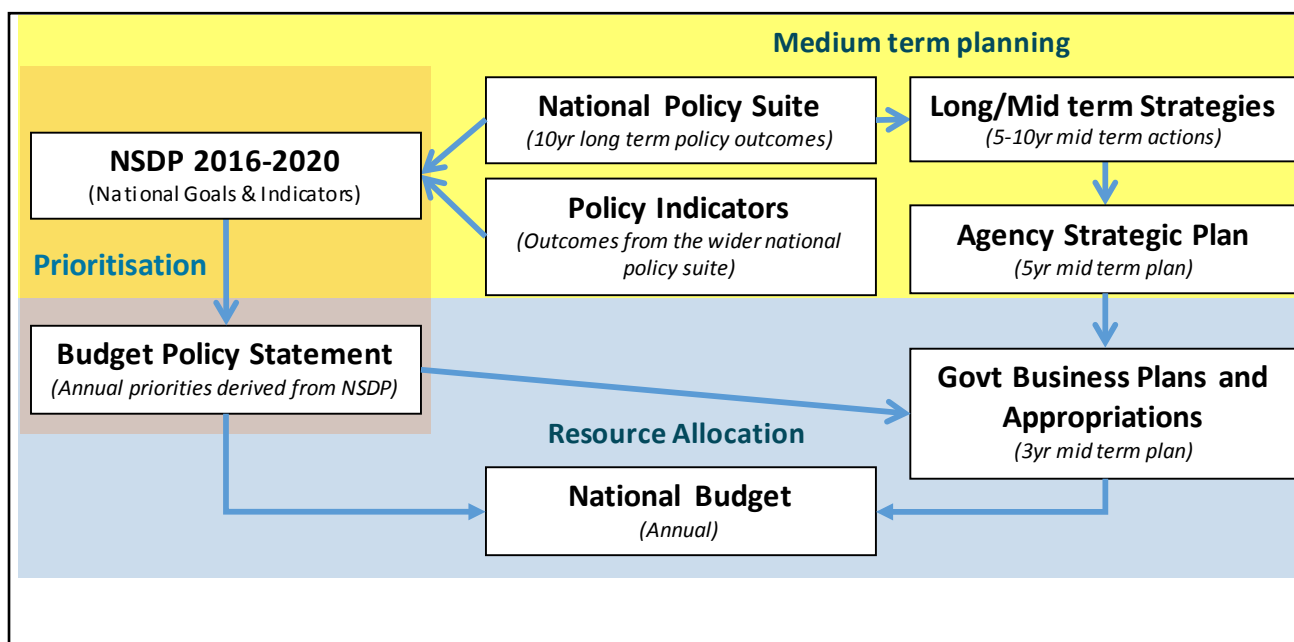 Medium term planning
National Policy Suite
(10yr long term policy outcomes)
Long/Mid term Strategies
(5-10yr mid term actions)
NSDP 2016-2020
(National Goals & Indicators)
Policy Indicators
(Outcomes from the wider national
policy suite)
Agency Strategic Plan
(5yr mid term plan)
Prioritisation
Budget Policy Statement
(Annual priorities derived from NSDP)
Govt Business Plans and
Appropriations
(3yr mid term plan)
Resource Allocation
National Budget
(Annual)